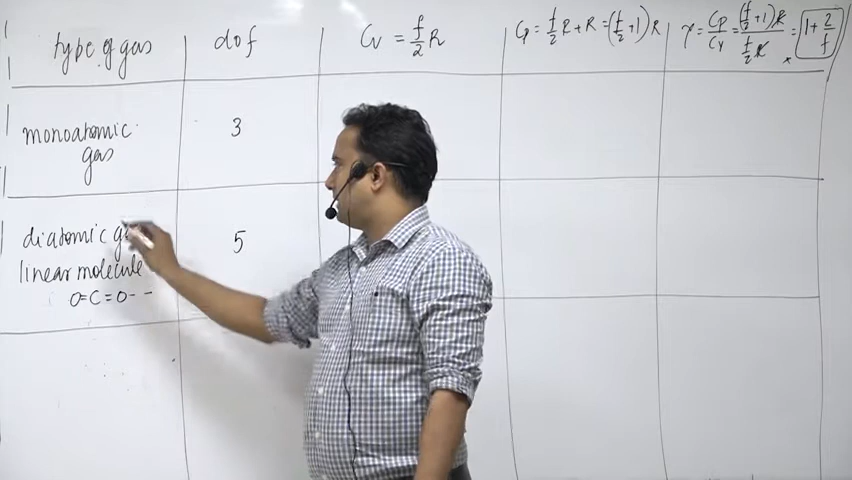 type of gas
dof
Cv = f/2 R
Cp = f/2 R + R = (f/2 + 1) R
γ = Cp/Cv = (f/2 + 1) R / f/2 R = 1 + 2/f
monoatomic
gas
3
diatomic gas
linear molecule
O=C=O--
5